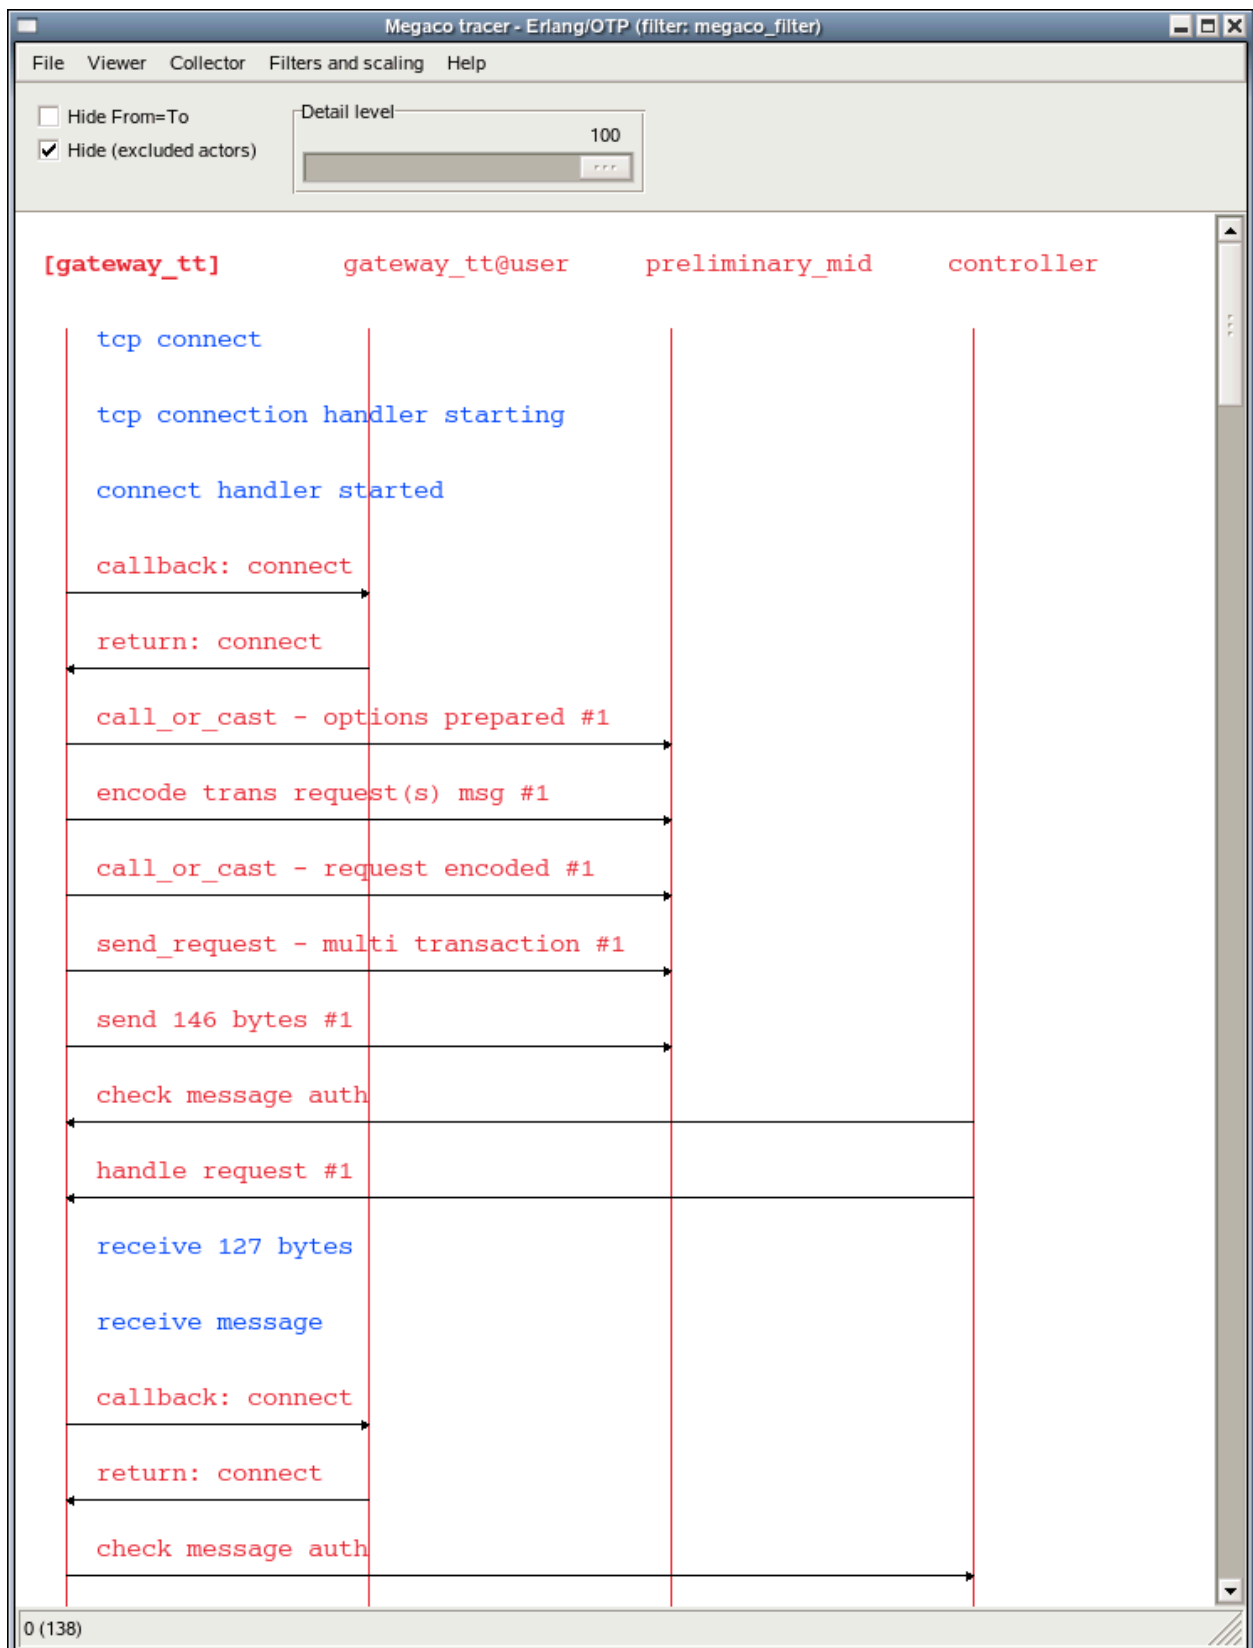 Megaco tracer - Erlang/OTP (filter: megaco_filter)
File Viewer Collector Filters and scaling Help
Hide From=To
Hide (excluded actors)
Detail level
100
[gateway_tt] gateway_tt@user preliminary_mid controller
tcp connect
tcp connection handler starting
connect handler started
callback: connect
return: connect
call_or_cast - options prepared #1
encode trans request(s) msg #1
call_or_cast - request encoded #1
send_request - multi transaction #1
send 146 bytes #1
check message auth
handle request #1
receive 127 bytes
receive message
callback: connect
return: connect
check message auth
0 (138)